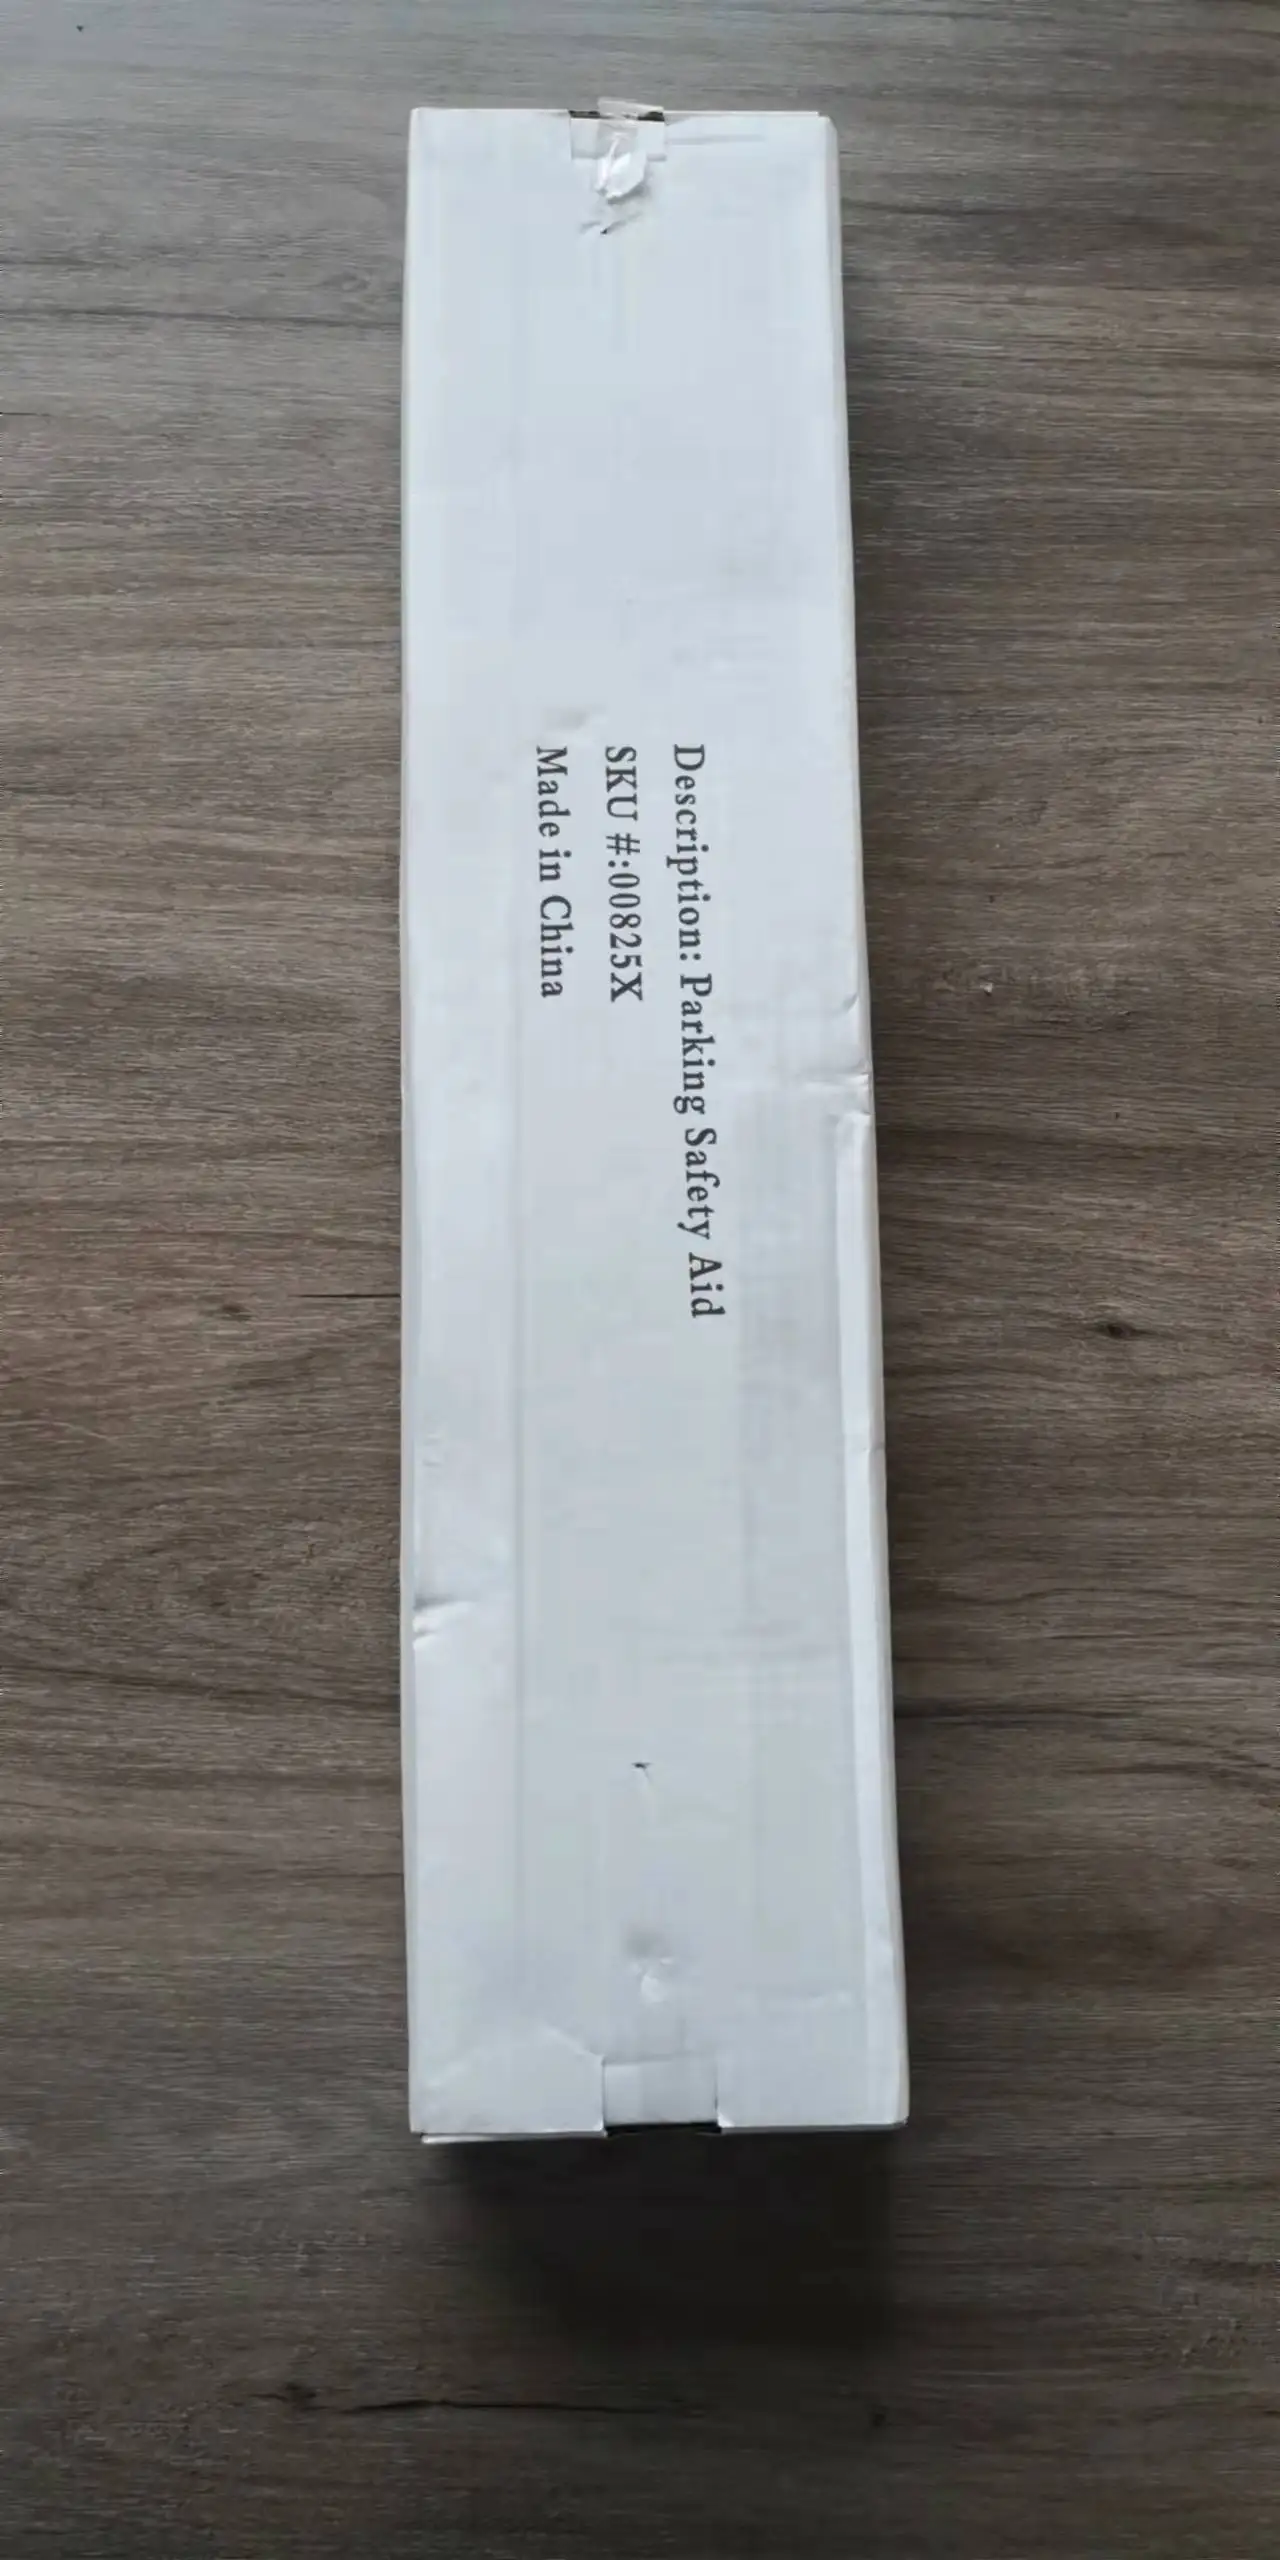 Description: Parking Safety Aid
SKU #:00825X
Made in China